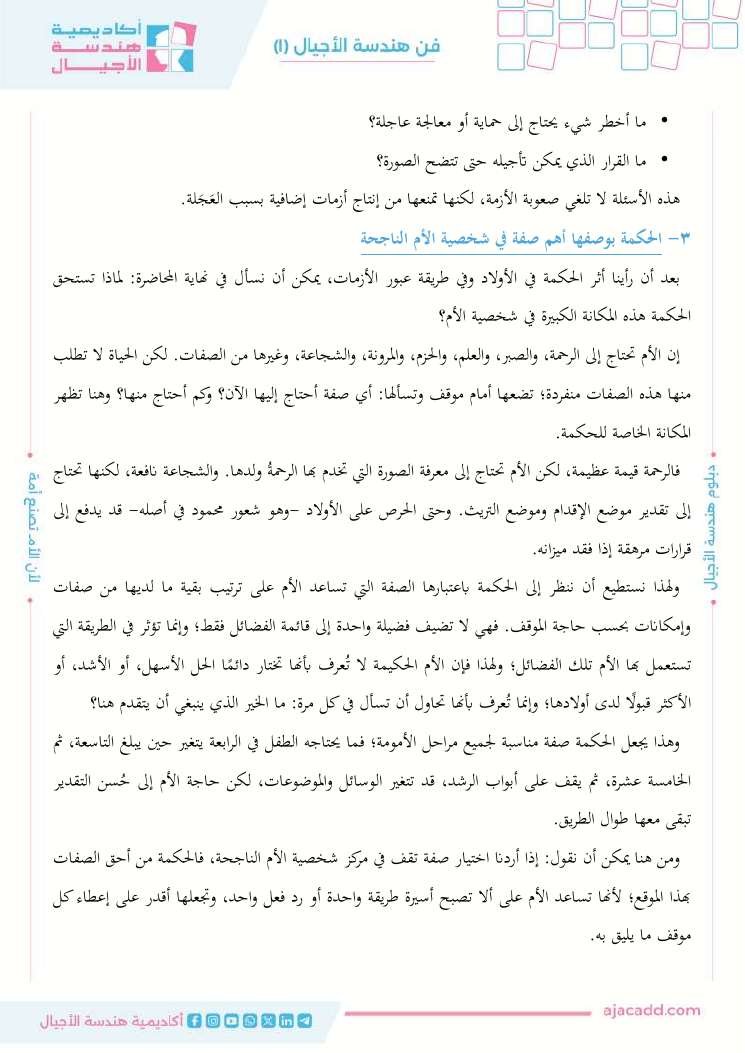 أكاديمية
هندسة
الأجيال
فن هندسة الأجيال (١)
• ما أخطر شيء يحتاج إلى حماية أو معالجة عاجلة؟
• ما القرار الذي يمكن تأجيله حتى تتضح الصورة؟
هذه الأسئلة لا تلغي صعوبة الأزمة، لكنها تمنعها من إنتاج أزمات إضافية بسبب العَجَلة.
٣- الحكمة بوصفها أهم صفة في شخصية الأم الناجحة
بعد أن رأينا أثر الحكمة في الأولاد وفي طريقة عبور الأزمات، يمكن أن نسأل في نهاية المحاضرة: لماذا تستحق
الحكمة هذه المكانة الكبيرة في شخصية الأم؟
إن الأم تحتاج إلى الرحمة، والصبر، والعلم، والحزم، والمرونة، والشجاعة، وغيرها من الصفات. لكن الحياة لا تطلب
منها هذه الصفات منفردة؛ تضعها أمام موقف وتسألها: أي صفة أحتاج إليها الآن؟ وكم أحتاج منها؟ وهنا تظهر
المكانة الخاصة للحكمة.
فالرحمة قيمة عظيمة، لكن الأم تحتاج إلى معرفة الصورة التي تخدم بها الرحمةُ ولدها. والشجاعة نافعة، لكنها تحتاج
إلى تقدير موضع الإقدام وموضع التريث. وحتى الحرص على الأولاد –وهو شعور محمود في أصله– قد يدفع إلى
قرارات مرهقة إذا فقد ميزانه.
ولهذا نستطيع أن ننظر إلى الحكمة باعتبارها الصفة التي تساعد الأم على ترتيب بقية ما لديها من صفات
وإمكانات بحسب حاجة الموقف. فهي لا تضيف فضيلة واحدة إلى قائمة الفضائل فقط؛ وإنما تؤثر في الطريقة التي
تستعمل بها الأم تلك الفضائل؛ ولهذا فإن الأم الحكيمة لا تُعرف بأنها تختار دائمًا الحل الأسهل، أو الأشد، أو
الأكثر قبولًا لدى أولادها؛ وإنما تُعرف بأنها تحاول أن تسأل في كل مرة: ما الخير الذي ينبغي أن يتقدم هنا؟
وهذا يجعل الحكمة صفة مناسبة لجميع مراحل الأمومة؛ فما يحتاجه الطفل في الرابعة يتغير حين يبلغ التاسعة، ثم
الخامسة عشرة، ثم يقف على أبواب الرشد، قد تتغير الوسائل والموضوعات، لكن حاجة الأم إلى حُسن التقدير
تبقى معها طوال الطريق.
ومن هنا يمكن أن نقول: إذا أردنا اختيار صفة تقف في مركز شخصية الأم الناجحة، فالحكمة من أحق الصفات
بهذا الموقع؛ لأنها تساعد الأم على ألا تصبح أسيرة طريقة واحدة أو رد فعل واحد، وتجعلها أقدر على إعطاء كل
موقف ما يليق به.
دبلوم هندسة الأجيال
لأن الأم تصنع أمة
ajacadd.com
أكاديمية هندسة الأجيال